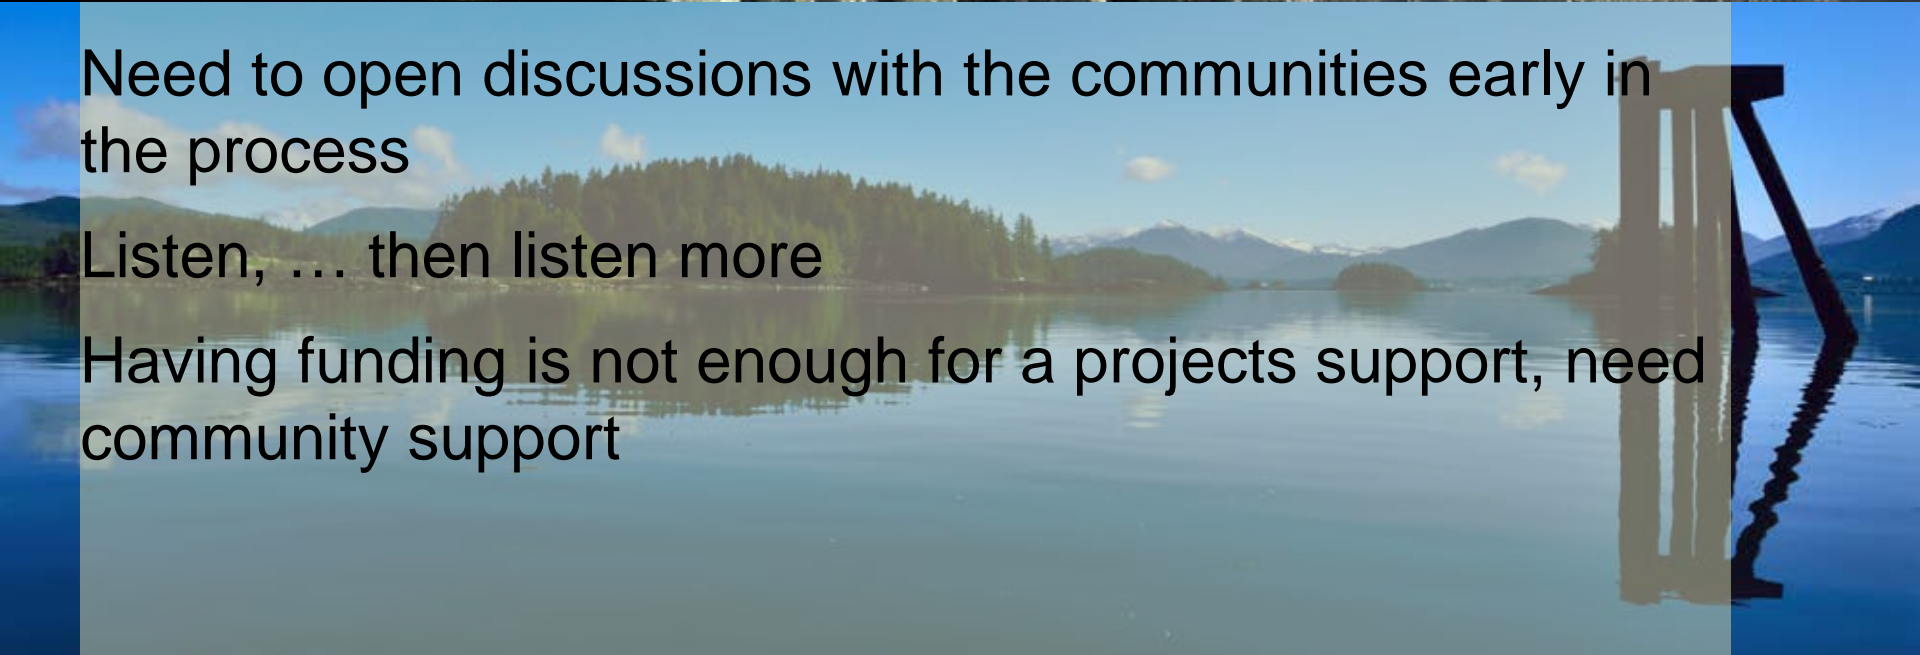 Need to open discussions with the communities early in
the process
Listen, … then listen more
Having funding is not enough for a projects support, need
community support